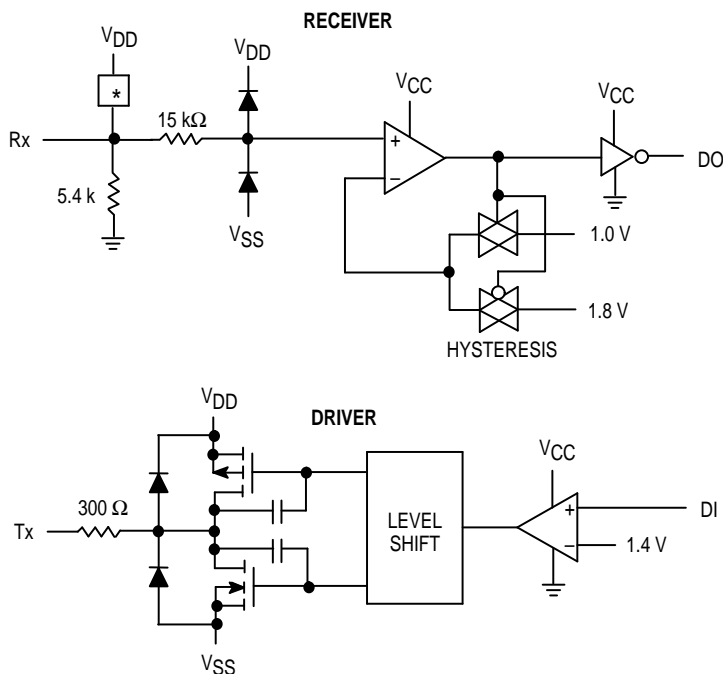 RECEIVER
VDD
*
Rx
15 kΩ
5.4 k
VDD
VSS
VCC
+
−
VCC
DO
1.0 V
1.8 V
HYSTERESIS
DRIVER
VDD
Tx
300 Ω
VSS
LEVEL
SHIFT
VCC
+
−
DI
1.4 V